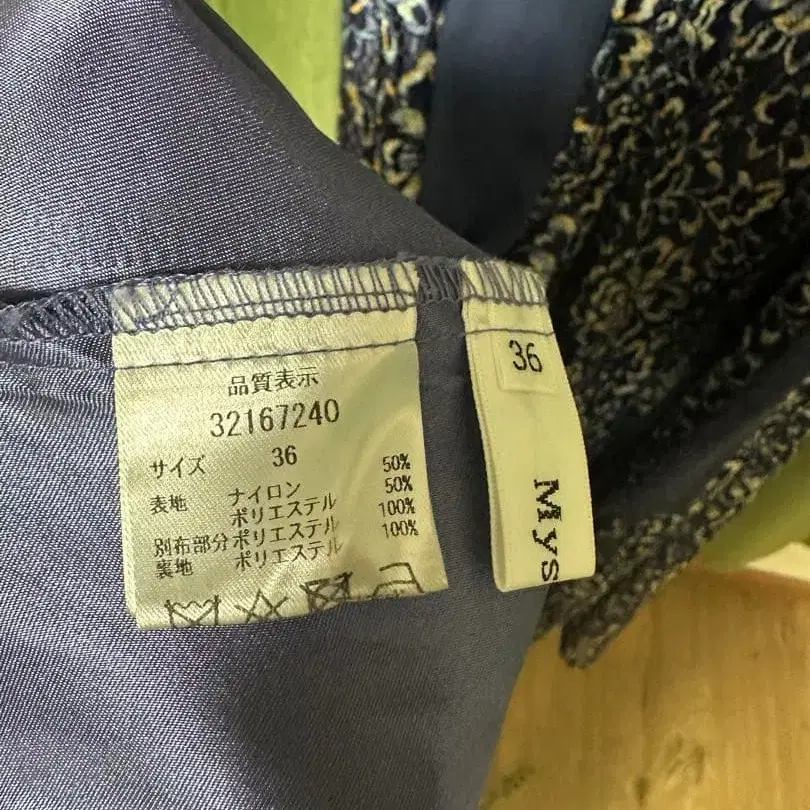 品質表示
32167240
サイズ 36
表地 ナイロン 50%
ポリエステル 50%
別布部分 ポリエステル 100%
裏地 ポリエステル 100%
36
Mys